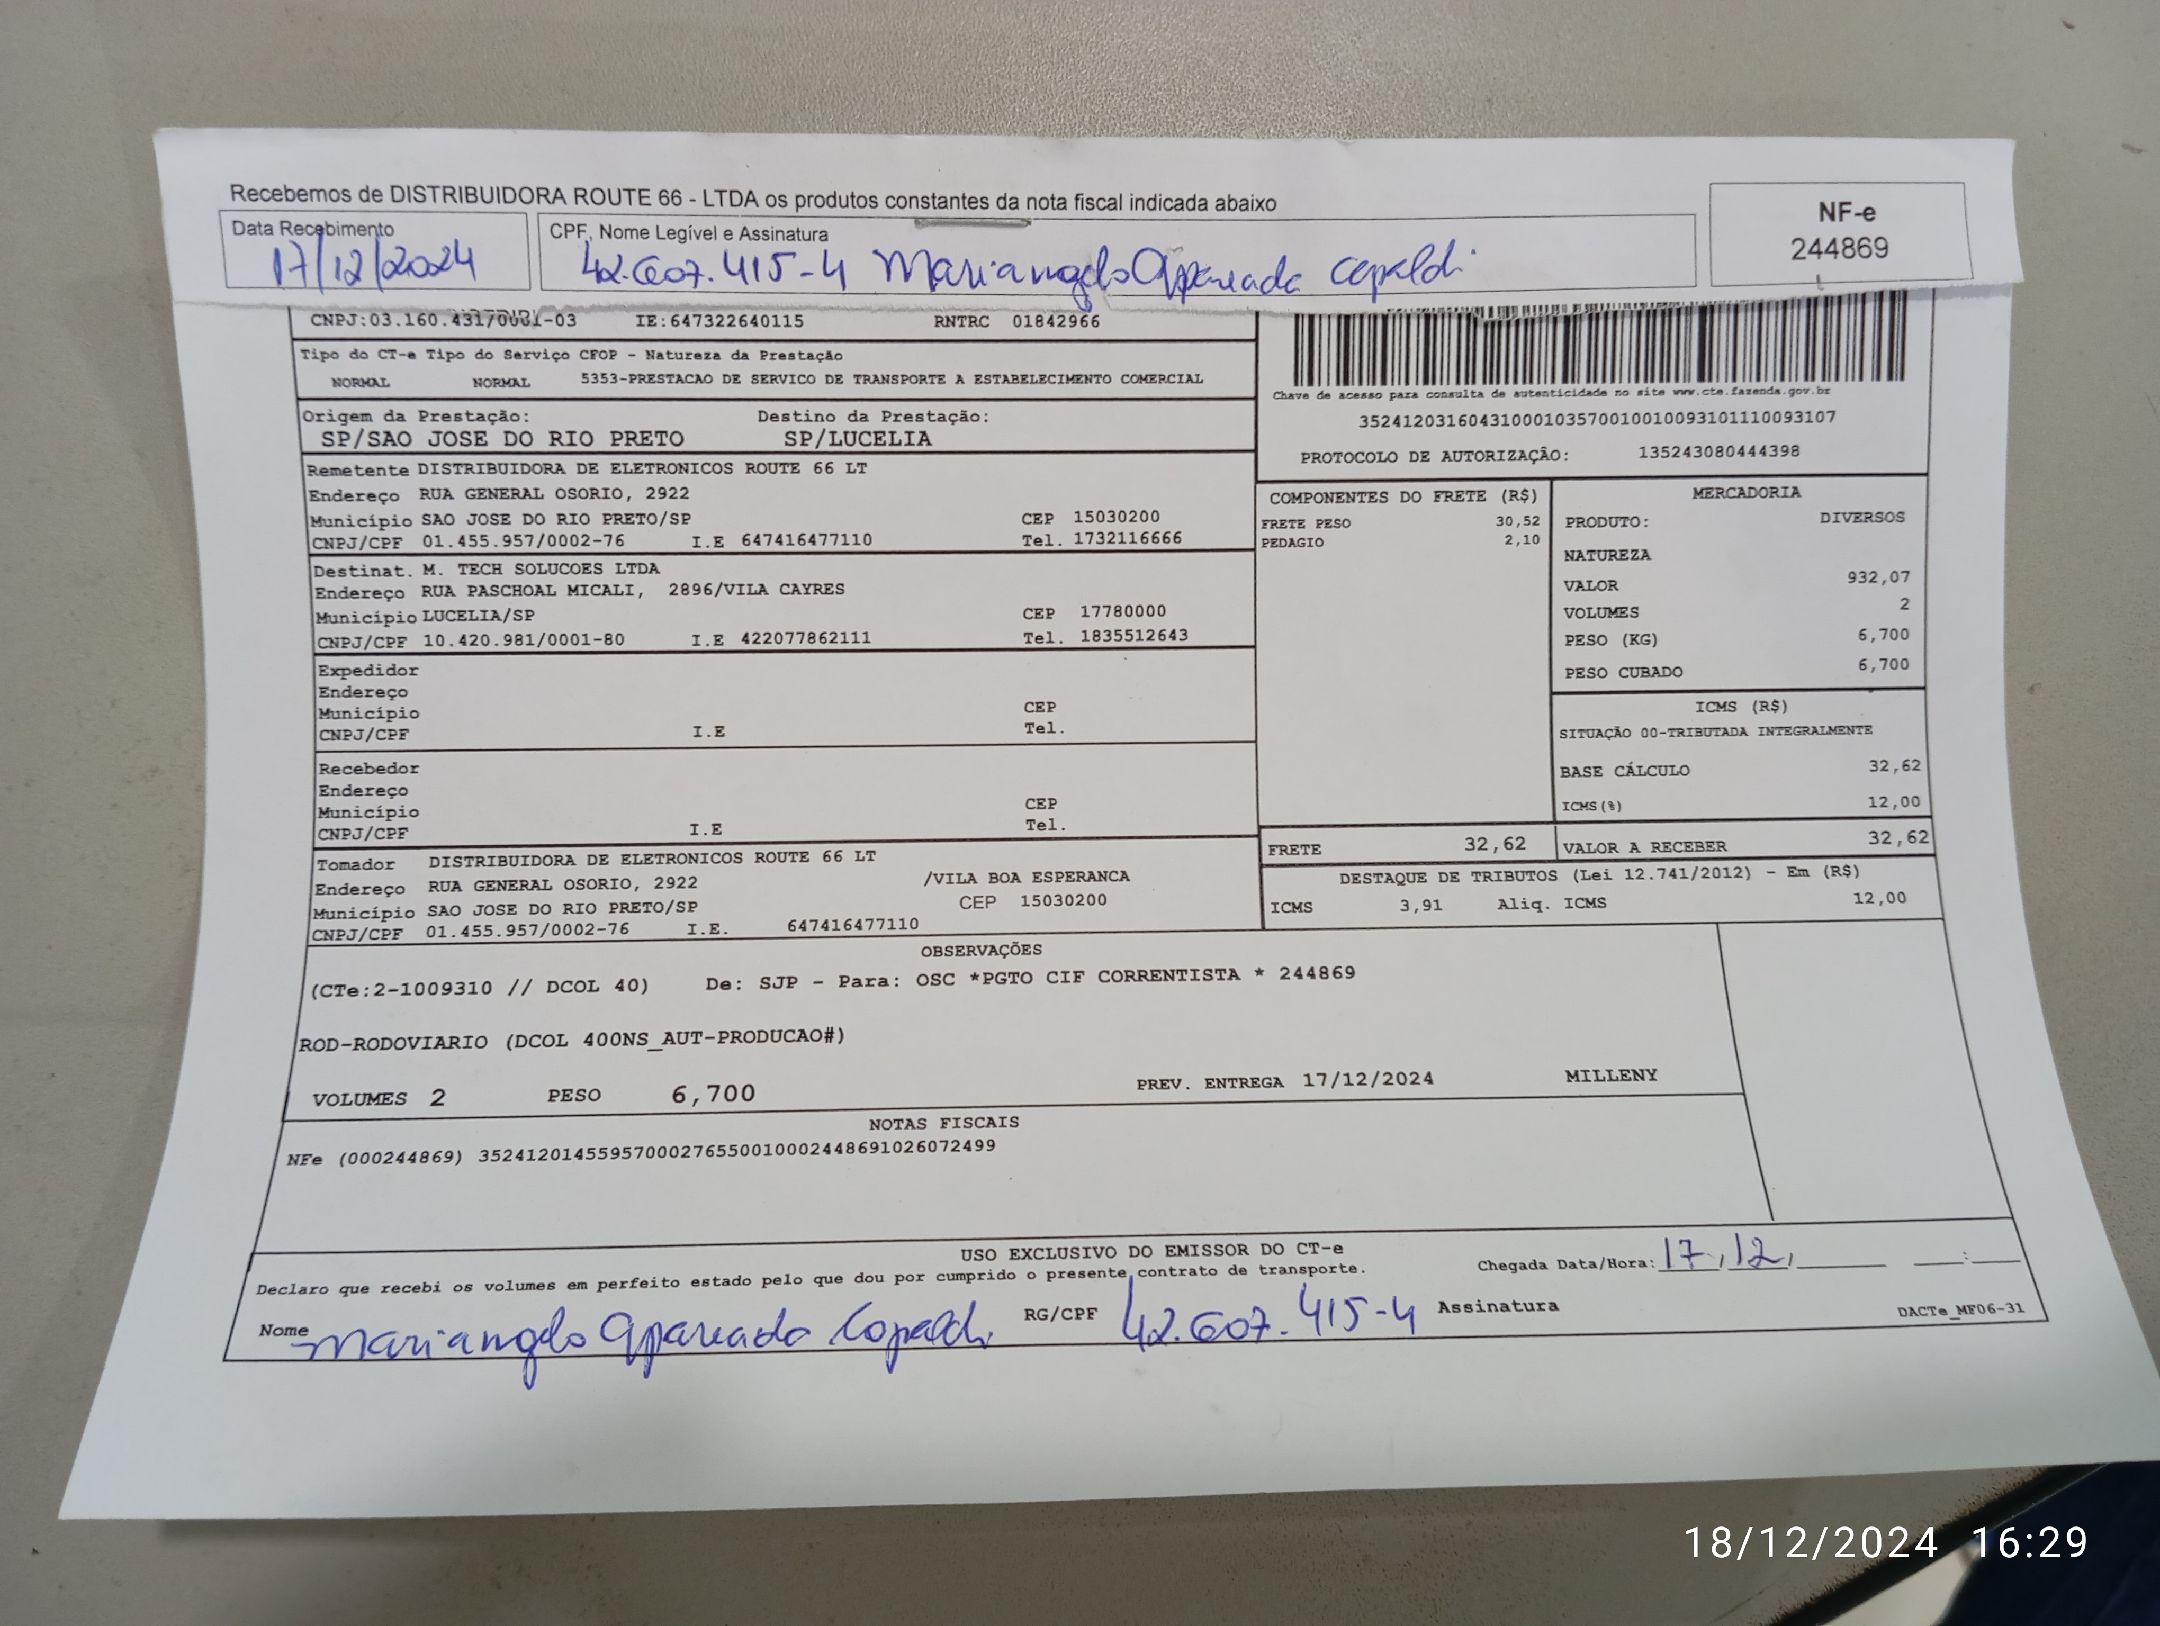 Recebemos de DISTRIBUIDORA ROUTE 66 - LTDA os produtos constantes da nota fiscal indicada abaixo
NF-e
244869
Data Recebimento
17/12/2024
CPF, Nome Legível e Assinatura
42.607.415-4 Mariangela Aparecida
CNPJ:03.160.431/0001-03 IE:647322640115 RNTRC 01842966
Tipo do CT-e Tipo do Serviço CFOP - Natureza da Prestação
NORMAL NORMAL 5353-PRESTACAO DE SERVICO DE TRANSPORTE A ESTABELECIMENTO COMERCIAL
Chave de acesso para consulta de autenticidade no site www.cte.fazenda.gov.br
35241203160431000103570010010093101110093107
PROTOCOLO DE AUTORIZAÇÃO: 135243080444398
Origem da Prestação: Destino da Prestação:
SP/SAO JOSE DO RIO PRETO SP/LUCELIA
Remetente DISTRIBUIDORA DE ELETRONICOS ROUTE 66 LT
Endereço RUA GENERAL OSORIO, 2922
Município SAO JOSE DO RIO PRETO/SP CEP 15030200
CNPJ/CPF 01.455.957/0002-76 I.E 647416477110 Tel. 1732116666
Destinat. M. TECH SOLUCOES LTDA
Endereço RUA PASCHOAL MICALI, 2896/VILA CAYRES
Município LUCELIA/SP CEP 17780000
CNPJ/CPF 10.420.981/0001-80 I.E 422077862111 Tel. 1835512643
Expedidor
Endereço
Município CEP
CNPJ/CPF I.E Tel.
Recebedor
Endereço
Município CEP
CNPJ/CPF I.E Tel.
Tomador DISTRIBUIDORA DE ELETRONICOS ROUTE 66 LT
Endereço RUA GENERAL OSORIO, 2922 /VILA BOA ESPERANCA
Município SAO JOSE DO RIO PRETO/SP CEP 15030200
CNPJ/CPF 01.455.957/0002-76 I.E. 647416477110
COMPONENTES DO FRETE (R$)
FRETE PESO 30,52
PEDAGIO 2,10
MERCADORIA
PRODUTO: DIVERSOS
NATUREZA
VALOR 932,07
VOLUMES 2
PESO (KG) 6,700
PESO CUBADO 6,700
ICMS (R$)
SITUAÇÃO 00-TRIBUTADA INTEGRALMENTE
BASE CÁLCULO 32,62
ICMS(%) 12,00
FRETE 32,62 VALOR A RECEBER 32,62
DESTAQUE DE TRIBUTOS (Lei 12.741/2012) - Em (R$)
ICMS 3,91 Aliq. ICMS 12,00
OBSERVAÇÕES
(CTe:2-1009310 // DCOL 40) De: SJP - Para: OSC *PGTO CIF CORRENTISTA * 244869
ROD-RODOVIARIO (DCOL 400NS_AUT-PRODUCAO#)
VOLUMES 2 PESO 6,700 PREV. ENTREGA 17/12/2024 MILLENY
NOTAS FISCAIS
NFe (000244869) 35241201455957000276550010002448691026072499
USO EXCLUSIVO DO EMISSOR DO CT-e
Declaro que recebi os volumes em perfeito estado pelo que dou por cumprido o presente contrato de transporte.
Chegada Data/Hora: 17,12, :
Nome Mariangela Aparecida RG/CPF 42.607.415-4 Assinatura
DACTe_MF06-31
18/12/2024 16:29